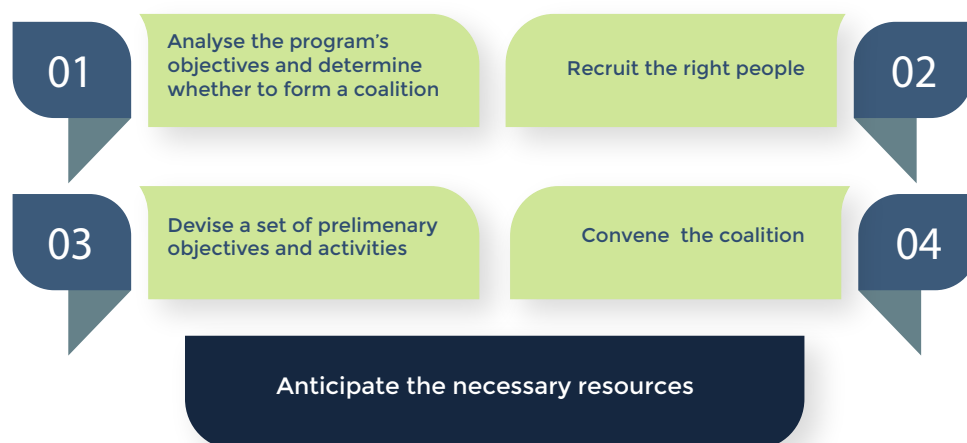 01
Analyse the program's
objectives and determine
whether to form a coalition
Recruit the right people
02
03
Devise a set of prelimenary
objectives and activities
Convene the coalition
04
Anticipate the necessary resources